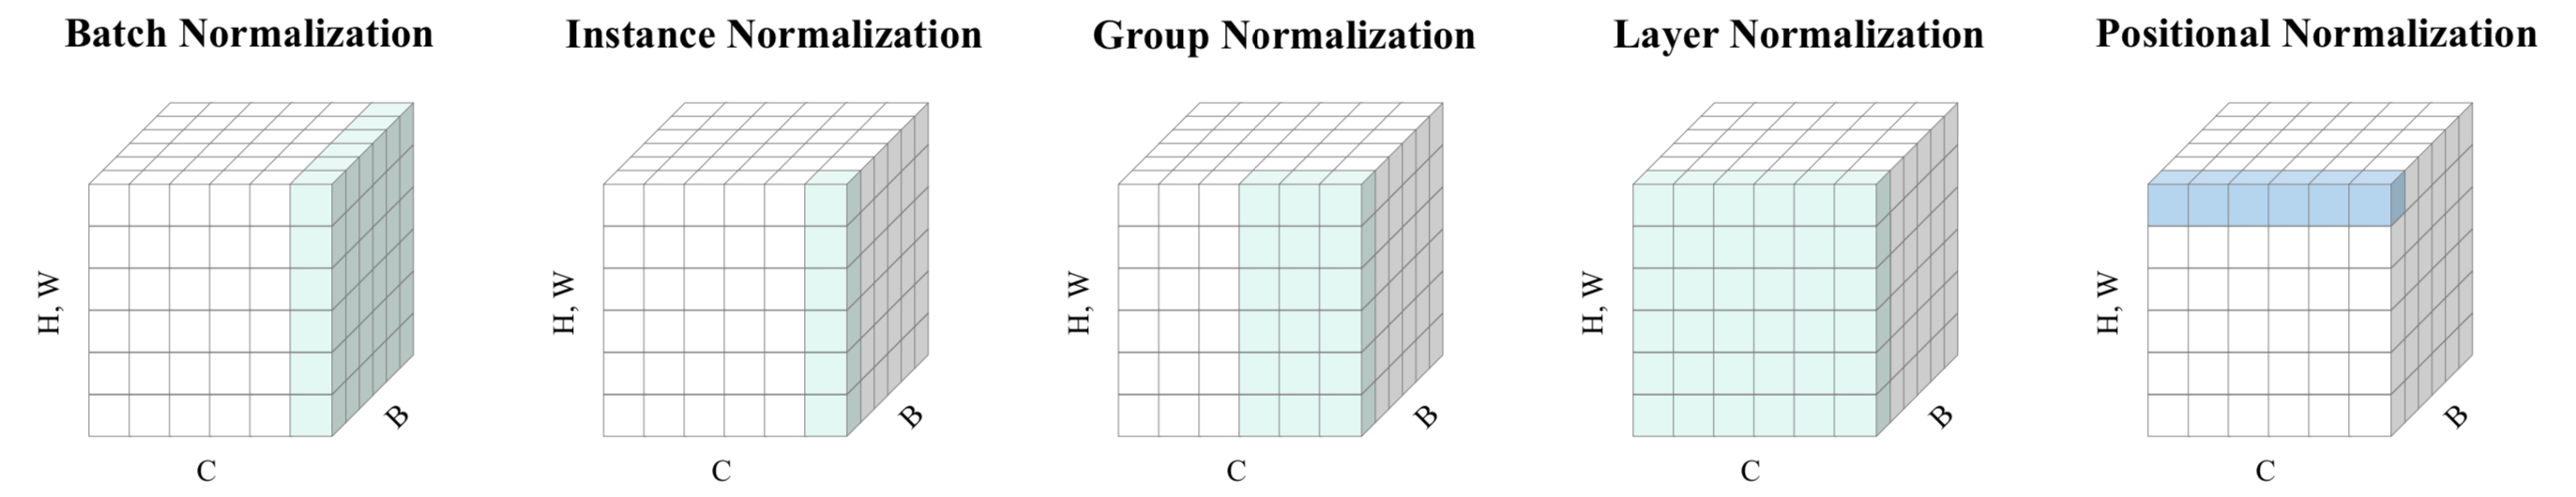 Batch Normalization
H, W
B
C
Instance Normalization
H, W
B
C
Group Normalization
H, W
B
C
Layer Normalization
H, W
B
C
Positional Normalization
H, W
B
C